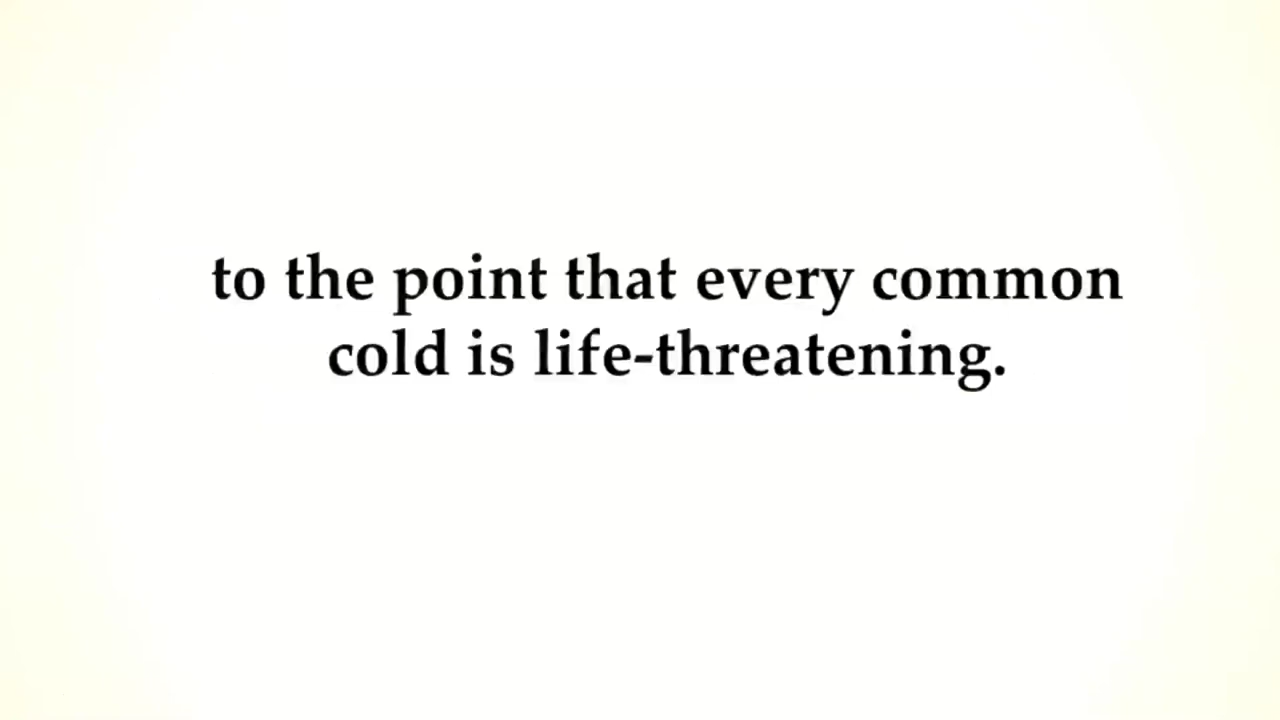 to the point that every common
cold is life-threatening.